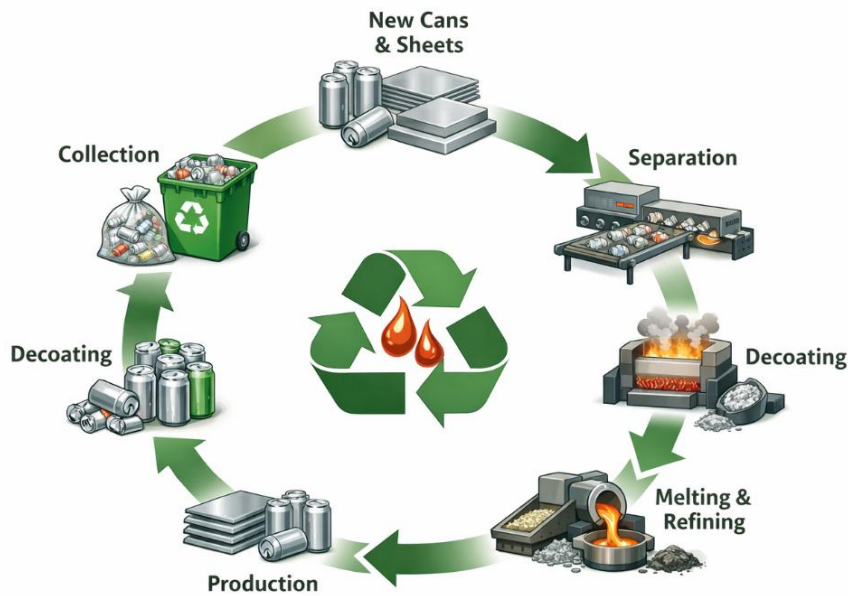 New Cans
& Sheets
Collection
Separation
Decoating
Decoating
Melting &
Refining
Production